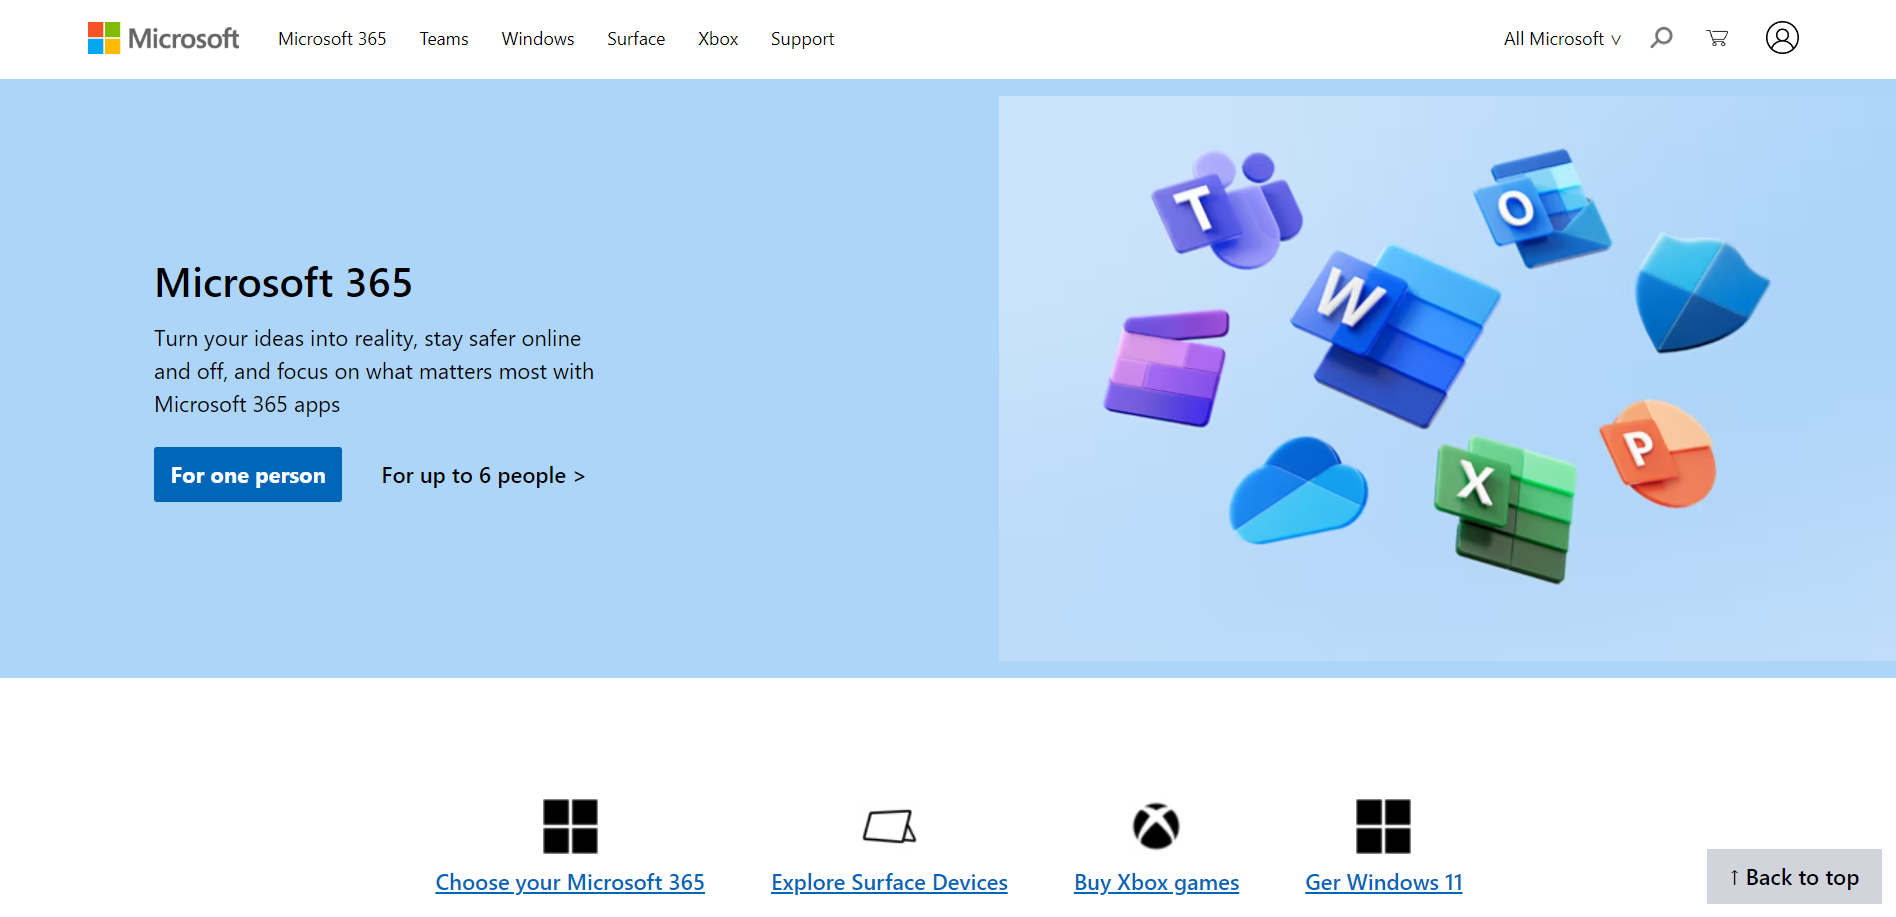 Microsoft
Microsoft 365 Teams Windows Surface Xbox Support All Microsoft
Microsoft 365
Turn your ideas into reality, stay safer online
and off, and focus on what matters most with
Microsoft 365 apps
For one person For up to 6 people >
T
O
W
P
X
Choose your Microsoft 365 Explore Surface Devices Buy Xbox games Ger Windows 11
↑ Back to top